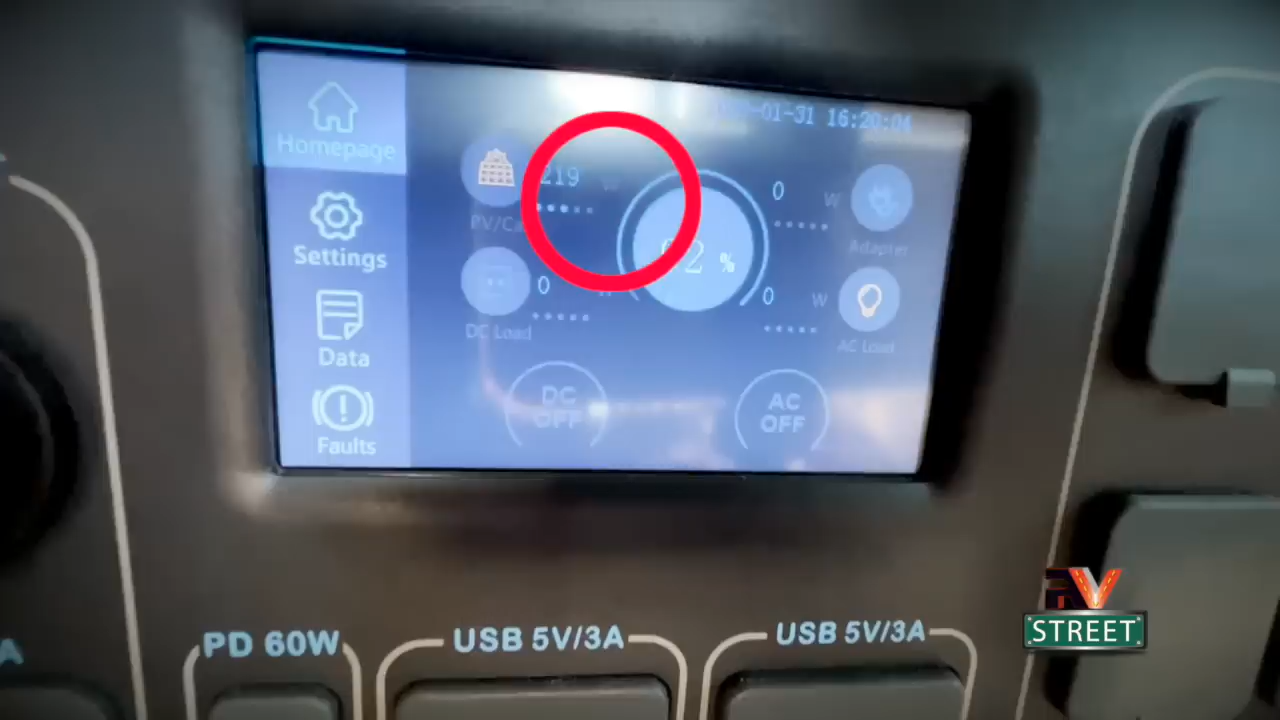 Homepage
Settings
Data
Faults
-01-31 16:20:04
219 W
PV/Ca
0 W
DC Load
2 %
0 W
Adapter
0 W
AC Load
DC
OFF
AC
OFF
PD 60W
USB 5V/3A
USB 5V/3A
A
RV
STREET